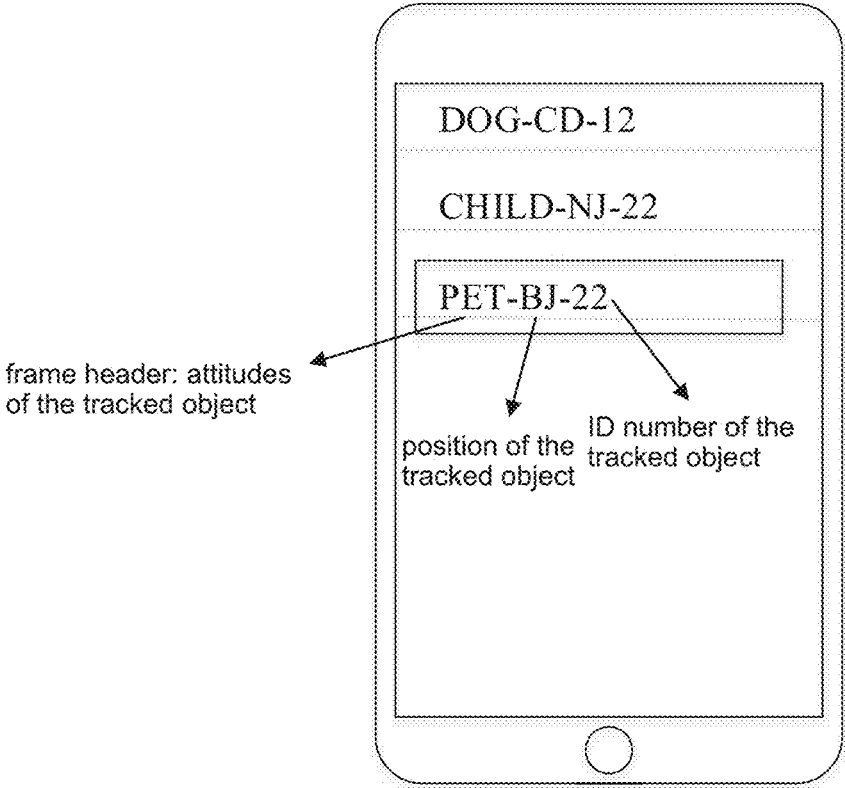 DOG-CD-12
CHILD-NJ-22
PET-BJ-22
frame header: attitudes
of the tracked object
position of the
tracked object
ID number of the
tracked object